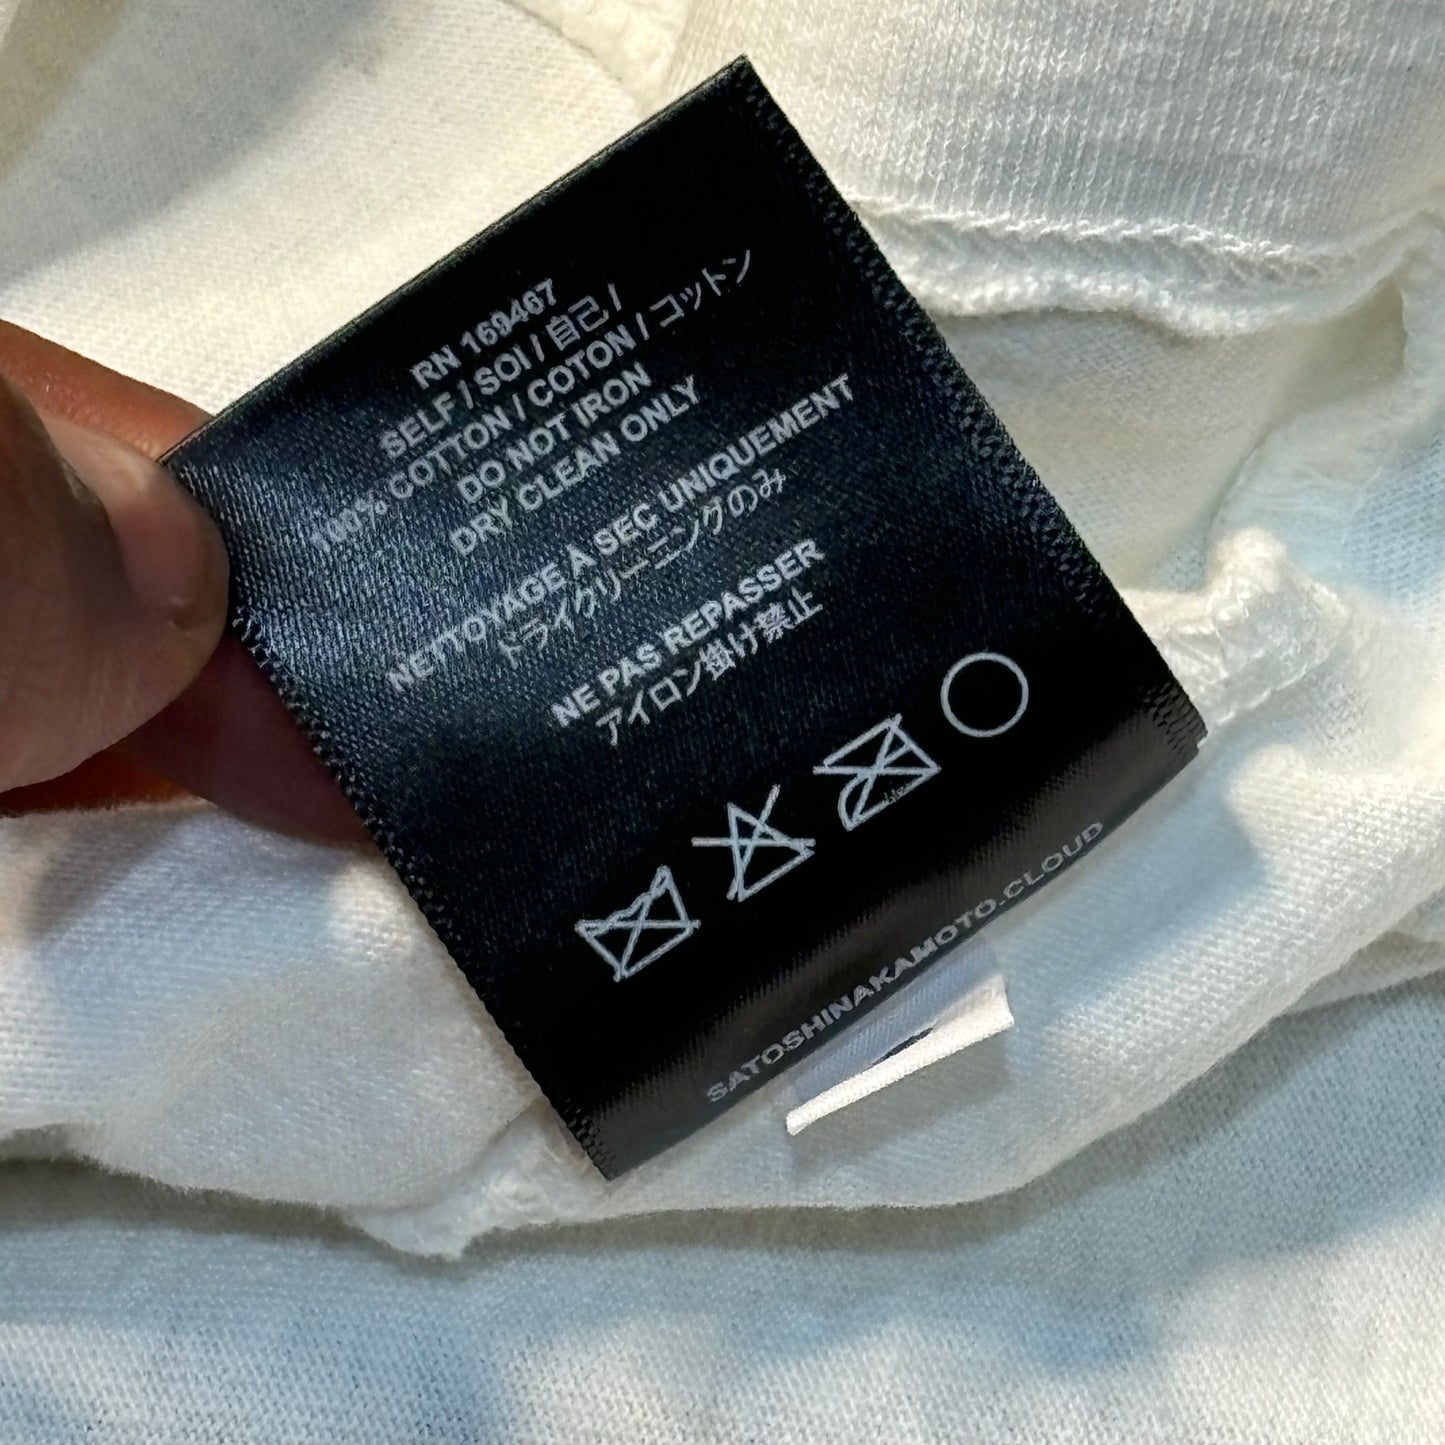 RN 169467
SELF / SOI / 自己 /
100% COTTON / COTON / コットン
DO NOT IRON
DRY CLEAN ONLY
NETTOYAGE À SEC UNIQUEMENT
ドライクリーニングのみ
NE PAS REPASSER
アイロン掛け禁止
SATOSHINAKAMOTO.CLOUD